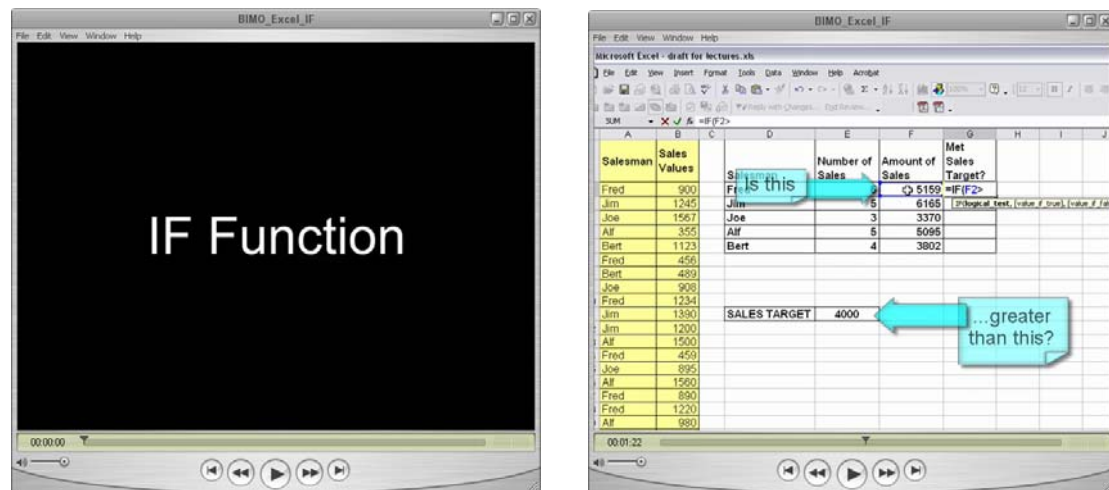 BIMO_Excel_IF
File Edit View Window Help
IF Function
00:00:00
BIMO_Excel_IF
File Edit View Window Help
Microsoft Excel - draft for lectures.xls
File Edit View Insert Format Tools Data Window Help Acrobat
SUM =IF(F2>
A B C D E F G H I J
Salesman Sales Values Salesman Number of Sales Amount of Sales Met Sales Target?
Fred 900 Fred 6 5159 =IF(F2>
Is this
IF(logical_test, [value_if_true], [value_if_fal
Jim 1245 Jim 5 6165
Joe 1567 Joe 3 3370
Alf 355 Alf 5 5095
Bert 1123 Bert 4 3802
Fred 456
Bert 489
Joe 908
Fred 1234
Jim 1390 SALES TARGET 4000
...greater
than this?
Jim 1200
Alf 1500
Fred 459
Joe 895
Alf 1560
Fred 890
Fred 1220
Alf 980
00:01:22